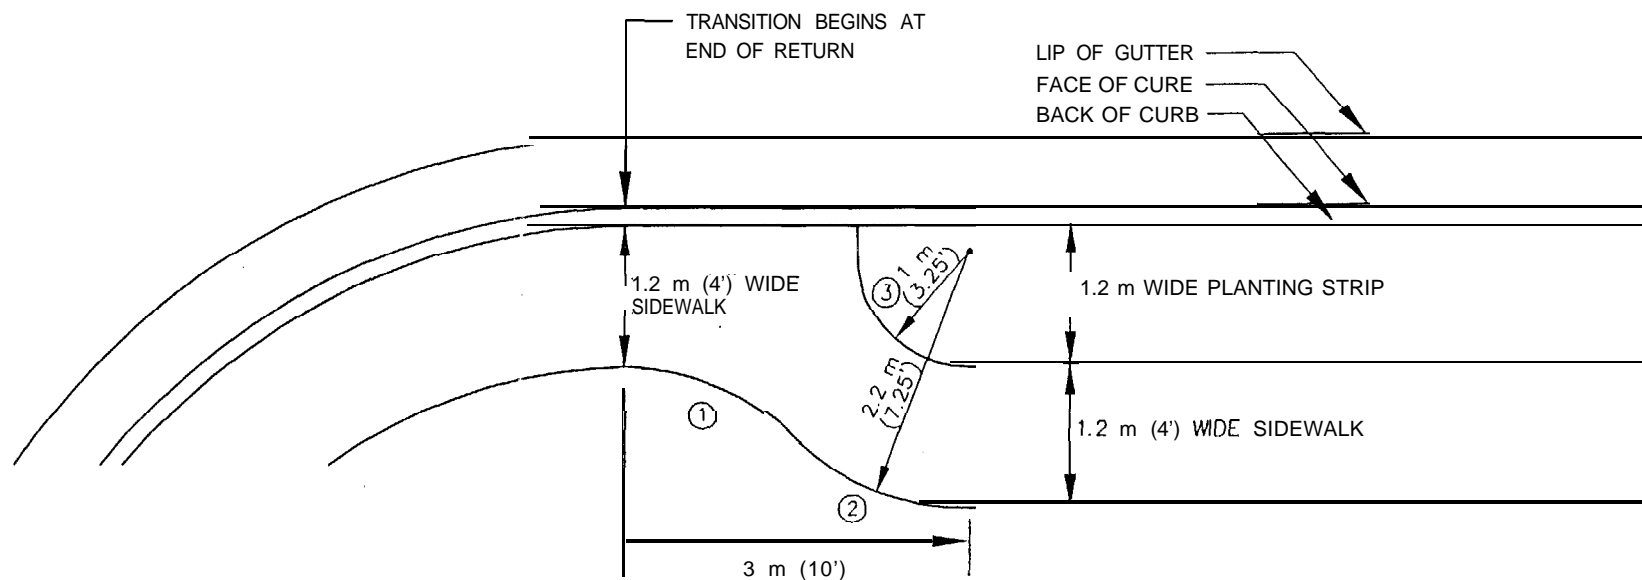 TRANSITION BEGINS AT
END OF RETURN
LIP OF GUTTER
FACE OF CURE
BACK OF CURB
1.2 m (4') WIDE
SIDEWALK
3
1 m
(3.25')
1.2 m WIDE PLANTING STRIP
2.2 m
(7.25')
1
1.2 m (4') WIDE SIDEWALK
2
3 m (10')